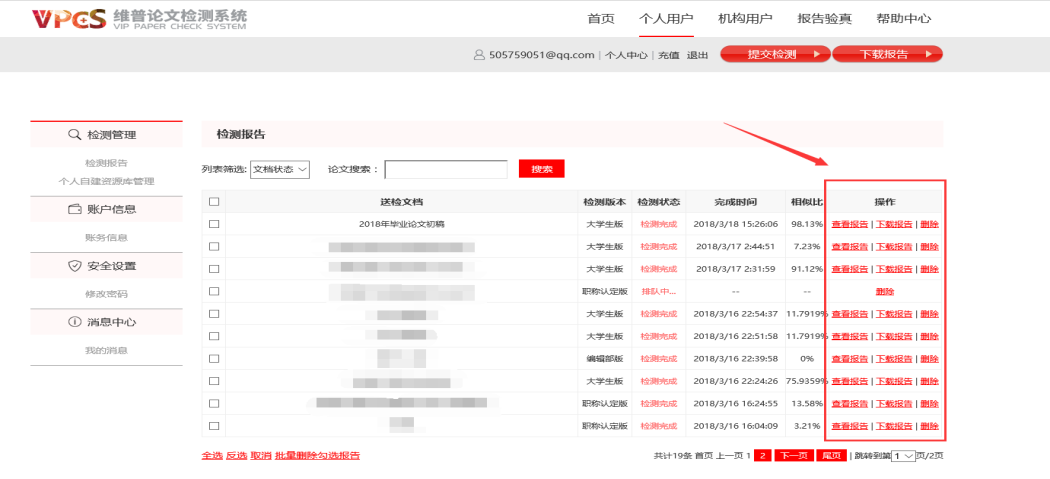 VPCS 维普论文检测系统
VIP PAPER CHECK SYSTEM
首页 个人用户 机构用户 报告验真 帮助中心
505759051@qq.com | 个人中心 | 充值 退出 提交检测 下载报告
检测管理
检测报告
个人自建资源库管理
账户信息
账务信息
安全设置
修改密码
消息中心
我的消息
检测报告
列表筛选: 文档状态 论文搜索： 搜索
送检文档 检测版本 检测状态 完成时间 相似比 操作
2018年毕业论文初稿 大学生版 检测完成 2018/3/18 15:26:06 98.13% 查看报告 | 下载报告 | 删除
大学生版 检测完成 2018/3/17 2:44:51 7.23% 查看报告 | 下载报告 | 删除
大学生版 检测完成 2018/3/17 2:31:59 91.12% 查看报告 | 下载报告 | 删除
职称认定版 排队中... -- -- 删除
大学生版 检测完成 2018/3/16 22:54:37 11.7919% 查看报告 | 下载报告 | 删除
大学生版 检测完成 2018/3/16 22:51:58 11.7919% 查看报告 | 下载报告 | 删除
编辑部版 检测完成 2018/3/16 22:39:58 0% 查看报告 | 下载报告 | 删除
大学生版 检测完成 2018/3/16 22:24:26 75.9359% 查看报告 | 下载报告 | 删除
职称认定版 检测完成 2018/3/16 16:24:55 13.58% 查看报告 | 下载报告 | 删除
职称认定版 检测完成 2018/3/16 16:04:09 3.21% 查看报告 | 下载报告 | 删除
全选 反选 取消 批量删除勾选报告 共计19条 首页 上一页 1 2 下一页 尾页 | 跳转到第 1 页/2页